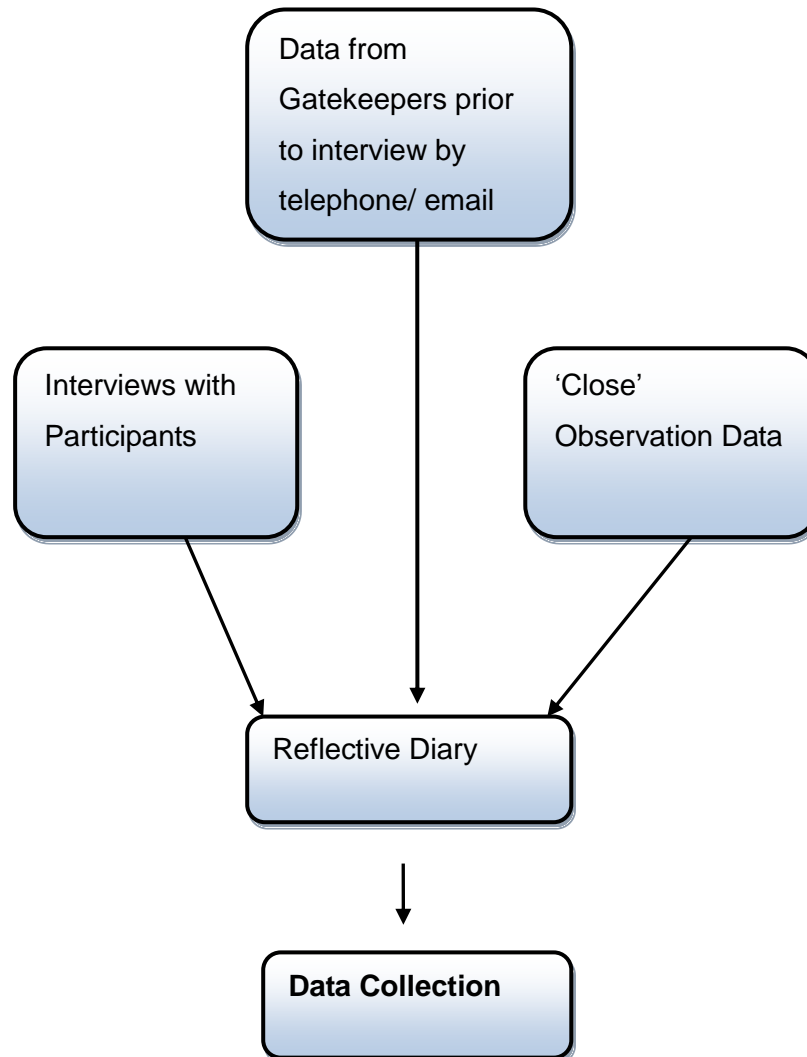 Data from
Gatekeepers prior
to interview by
telephone/ email
Interviews with
Participants
‘Close’
Observation Data
Reflective Diary
Data Collection